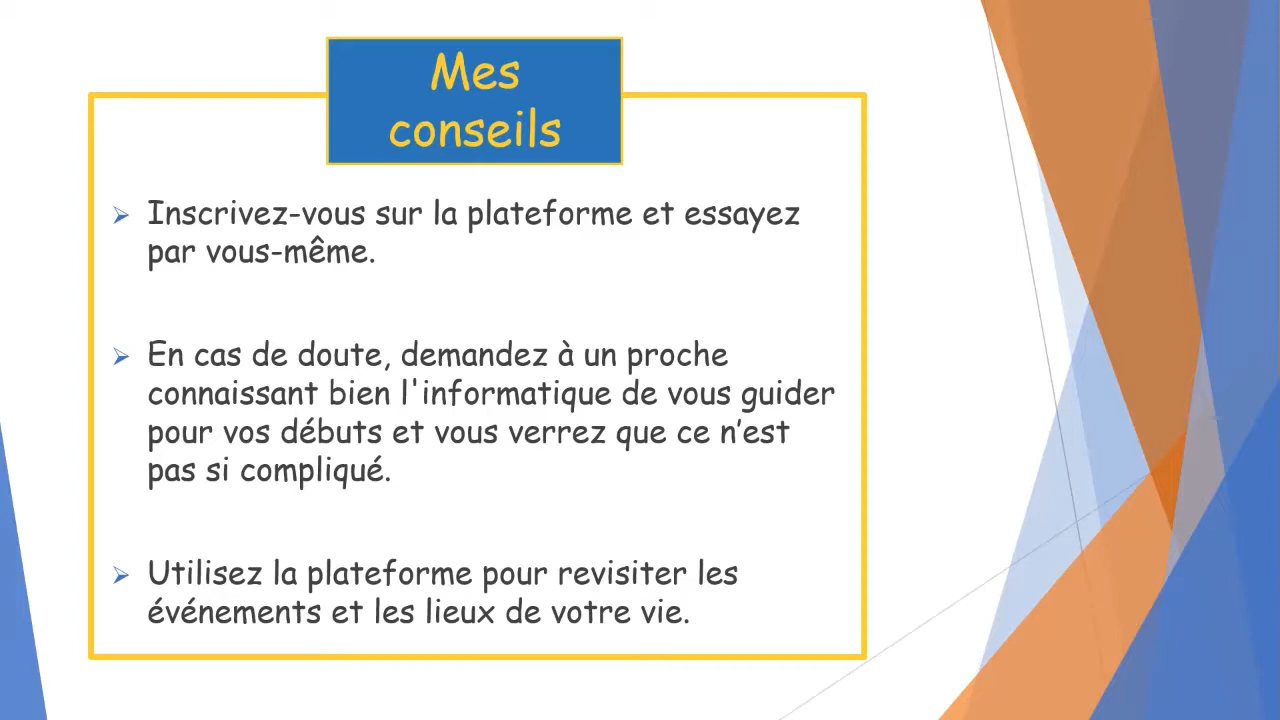 Mes
conseils
Inscrivez-vous sur la plateforme et essayez
par vous-même.
En cas de doute, demandez à un proche
connaissant bien l'informatique de vous guider
pour vos débuts et vous verrez que ce n’est
pas si compliqué.
Utilisez la plateforme pour revisiter les
événements et les lieux de votre vie.